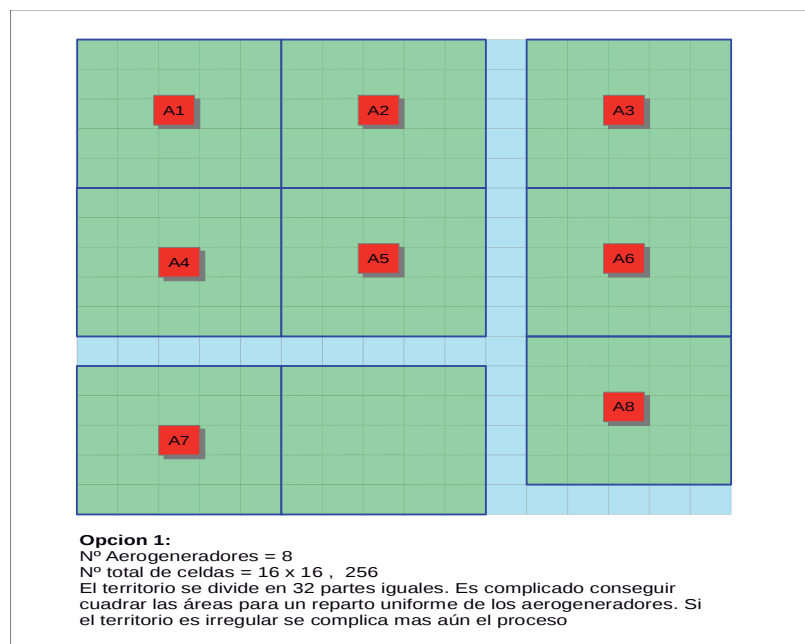 A1
A2
A3
A4
A5
A6
A7
A8
Opcion 1:
Nº Aerogeneradores = 8
Nº total de celdas = 16 x 16 , 256
El territorio se divide en 32 partes iguales. Es complicado conseguir
cuadrar las áreas para un reparto uniforme de los aerogeneradores. Si
el territorio es irregular se complica mas aún el proceso